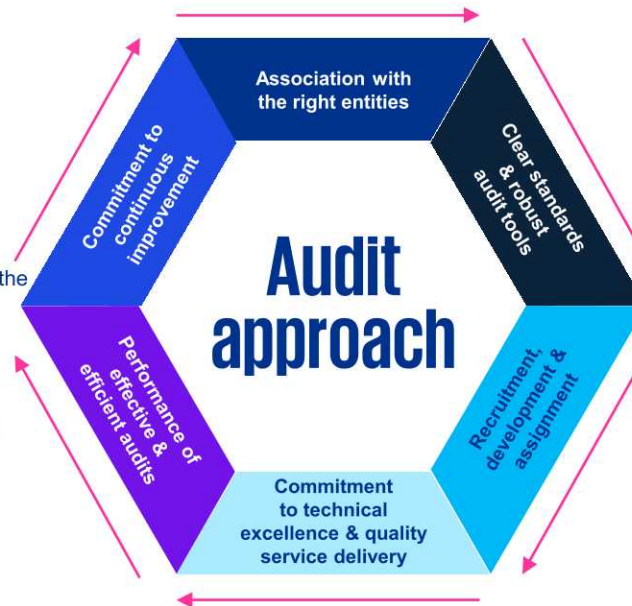 Association with
the right entities
Clear standards
& robust
audit tools
Recruitment,
development &
assignment
Commitment
to technical
excellence & quality
service delivery
Performance of
effective &
efficient audits
Commitment to
continuous
improvement
Audit
approach
the